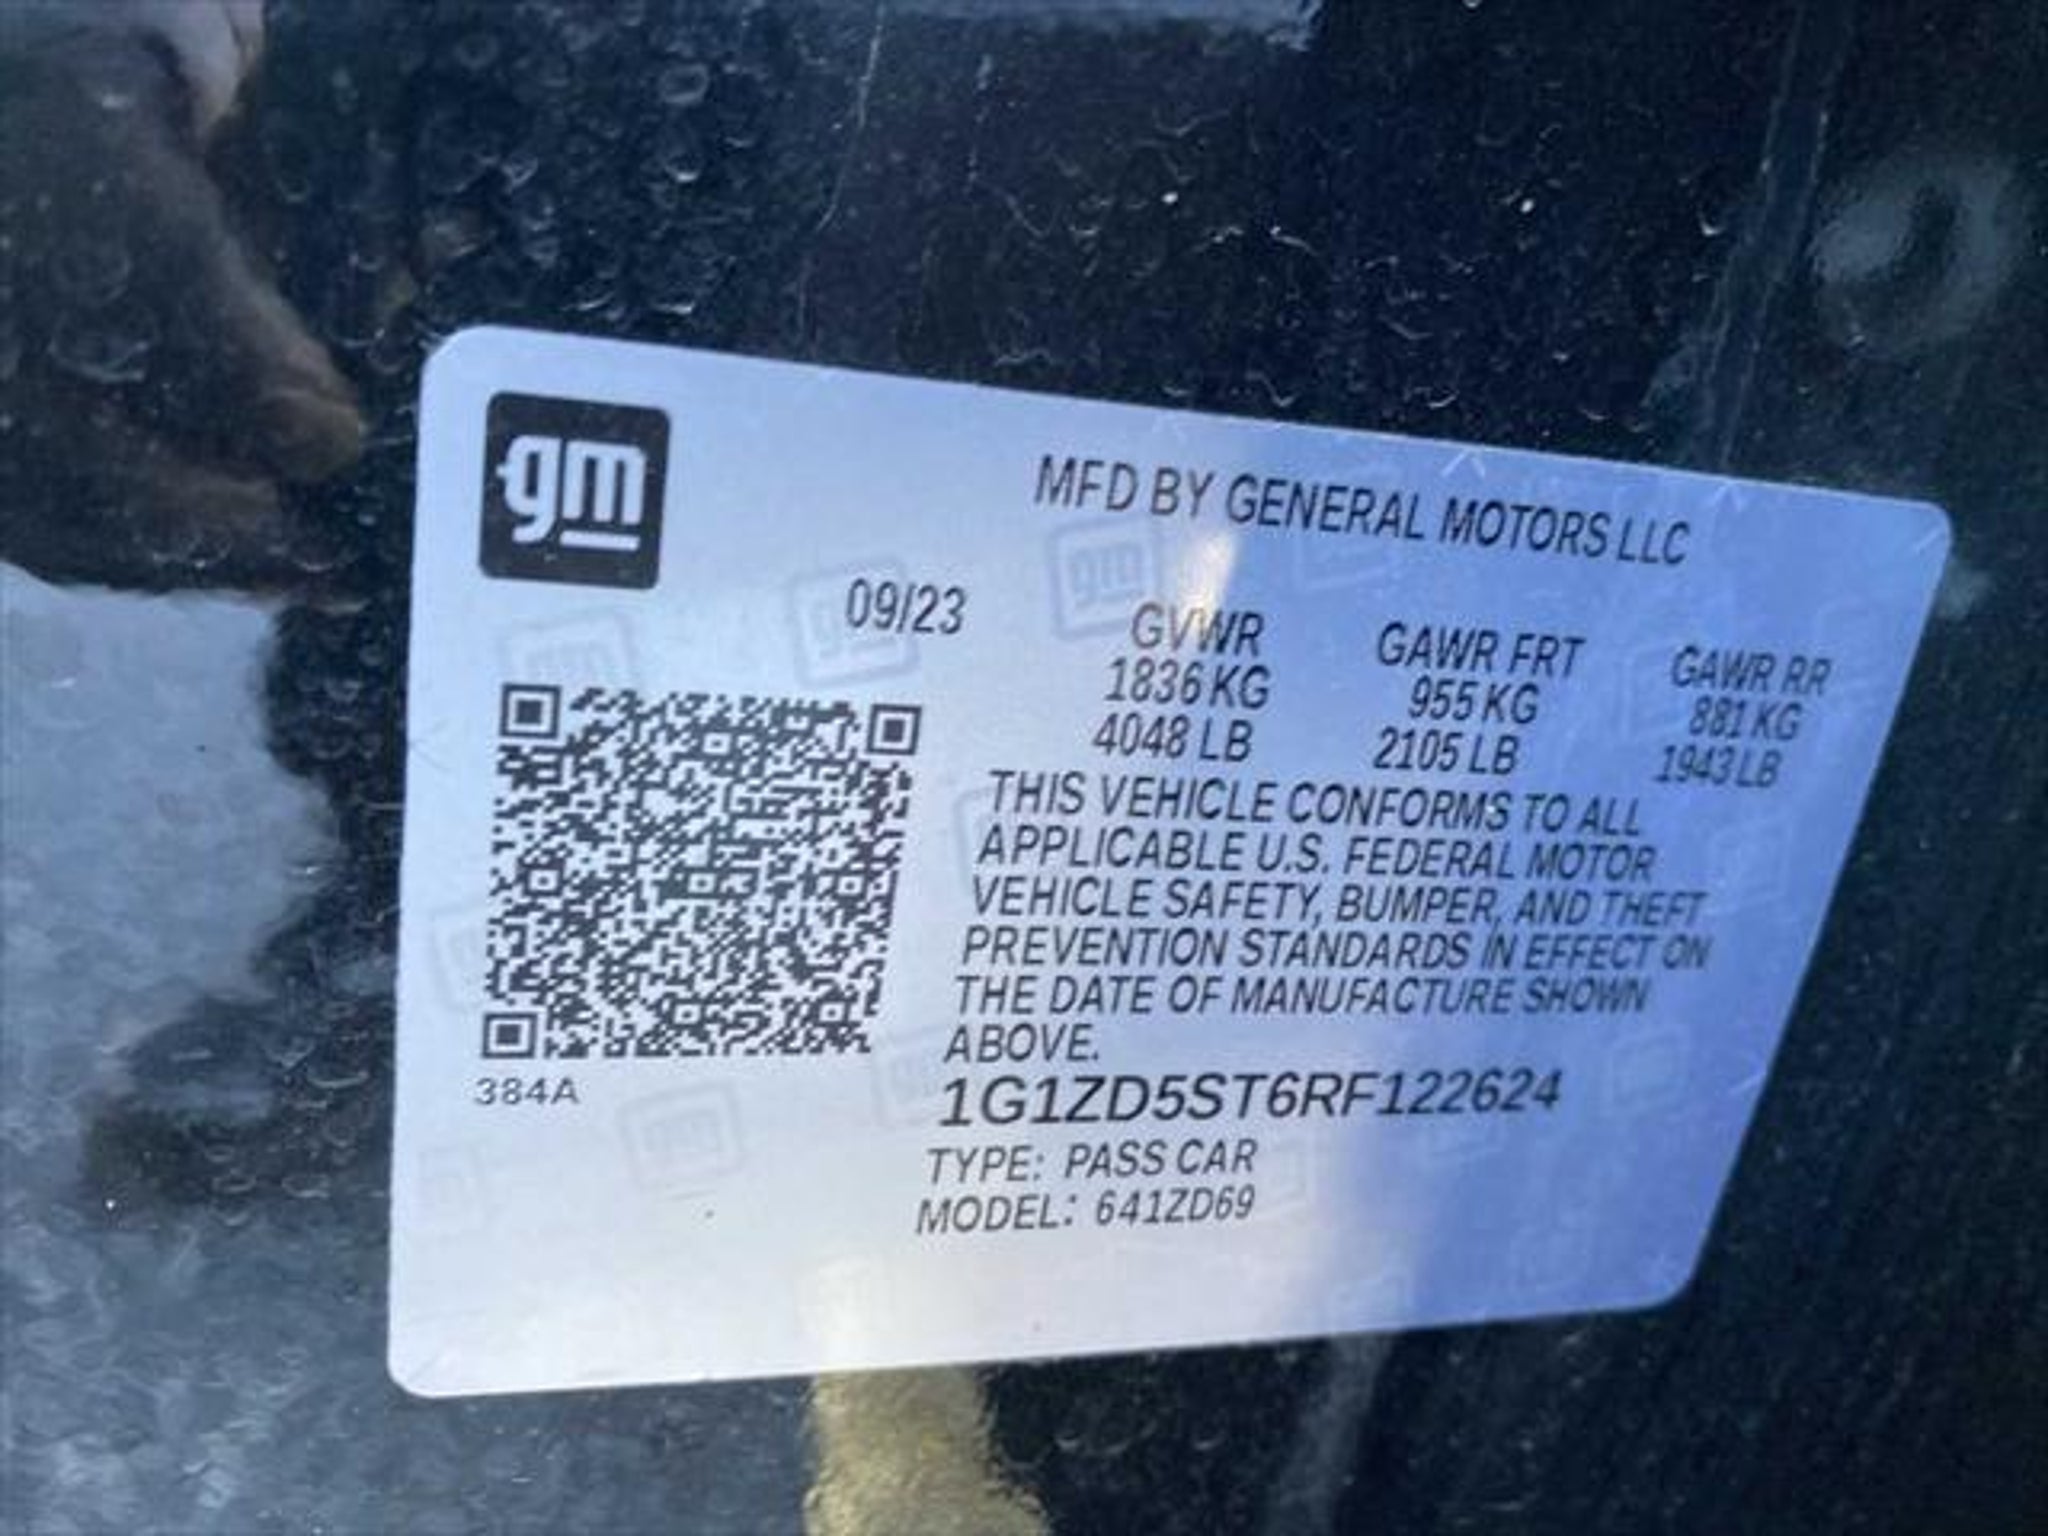 gm
MFD BY GENERAL MOTORS LLC
09/23
GVWR GAWR FRT GAWR RR
1836 KG 955 KG 881 KG
4048 LB 2105 LB 1943 LB
THIS VEHICLE CONFORMS TO ALL
APPLICABLE U.S. FEDERAL MOTOR
VEHICLE SAFETY, BUMPER, AND THEFT
PREVENTION STANDARDS IN EFFECT ON
THE DATE OF MANUFACTURE SHOWN
ABOVE.
384A
1G1ZD5ST6RF122624
TYPE: PASS CAR
MODEL: 641ZD69